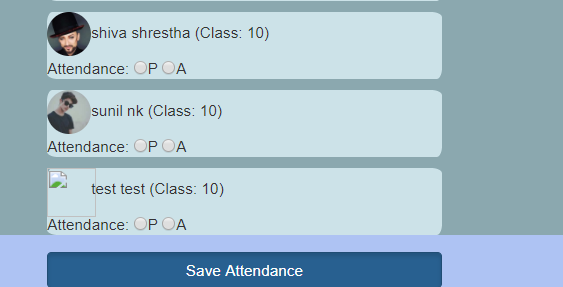 shiva shrestha (Class: 10)
Attendance: P A
sunil nk (Class: 10)
Attendance: P A
test test (Class: 10)
Attendance: P A
Save Attendance